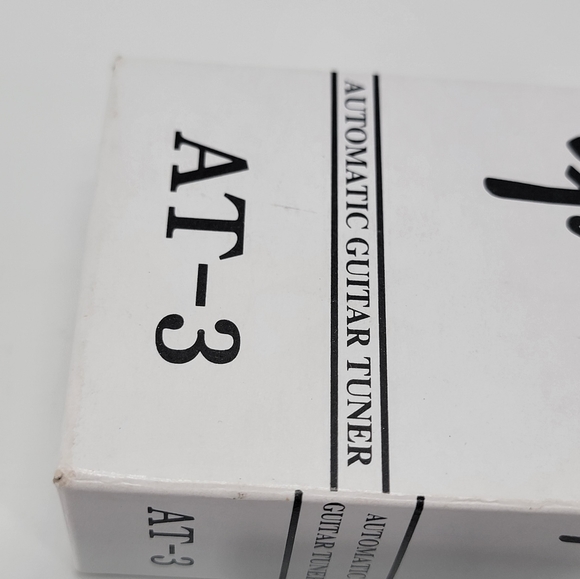 AUTOMATIC GUITAR TUNER
AT-3
AUTOMATIC
GUITAR TUNER
AT-3